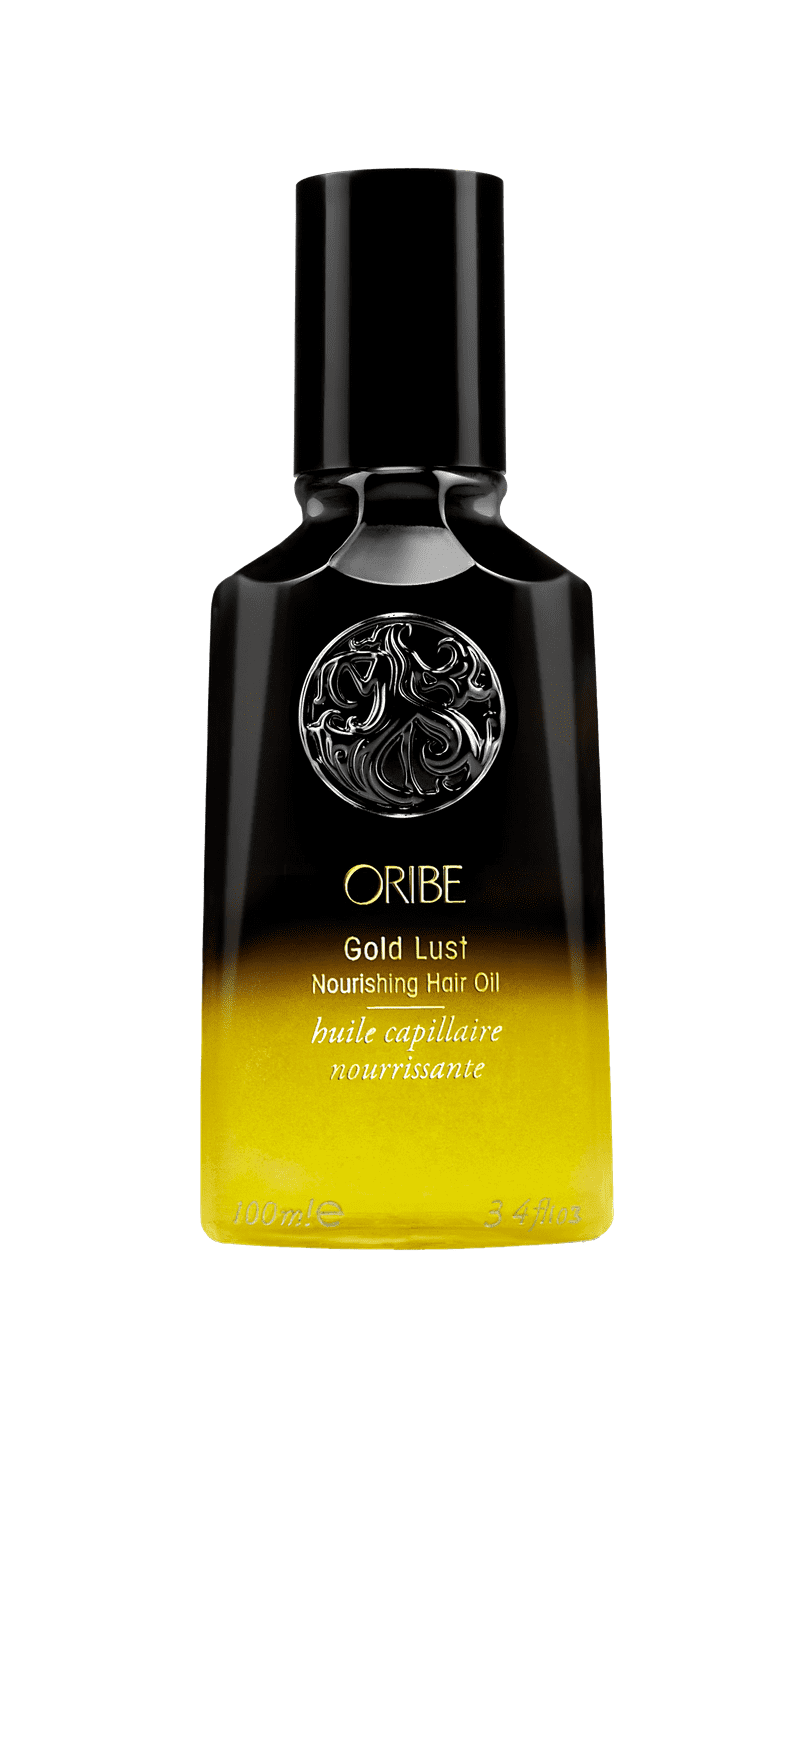 ORIBE
Gold Lust
Nourishing Hair Oil
huile capillaire
nourrissante
100ml℮ 3.4fl.oz